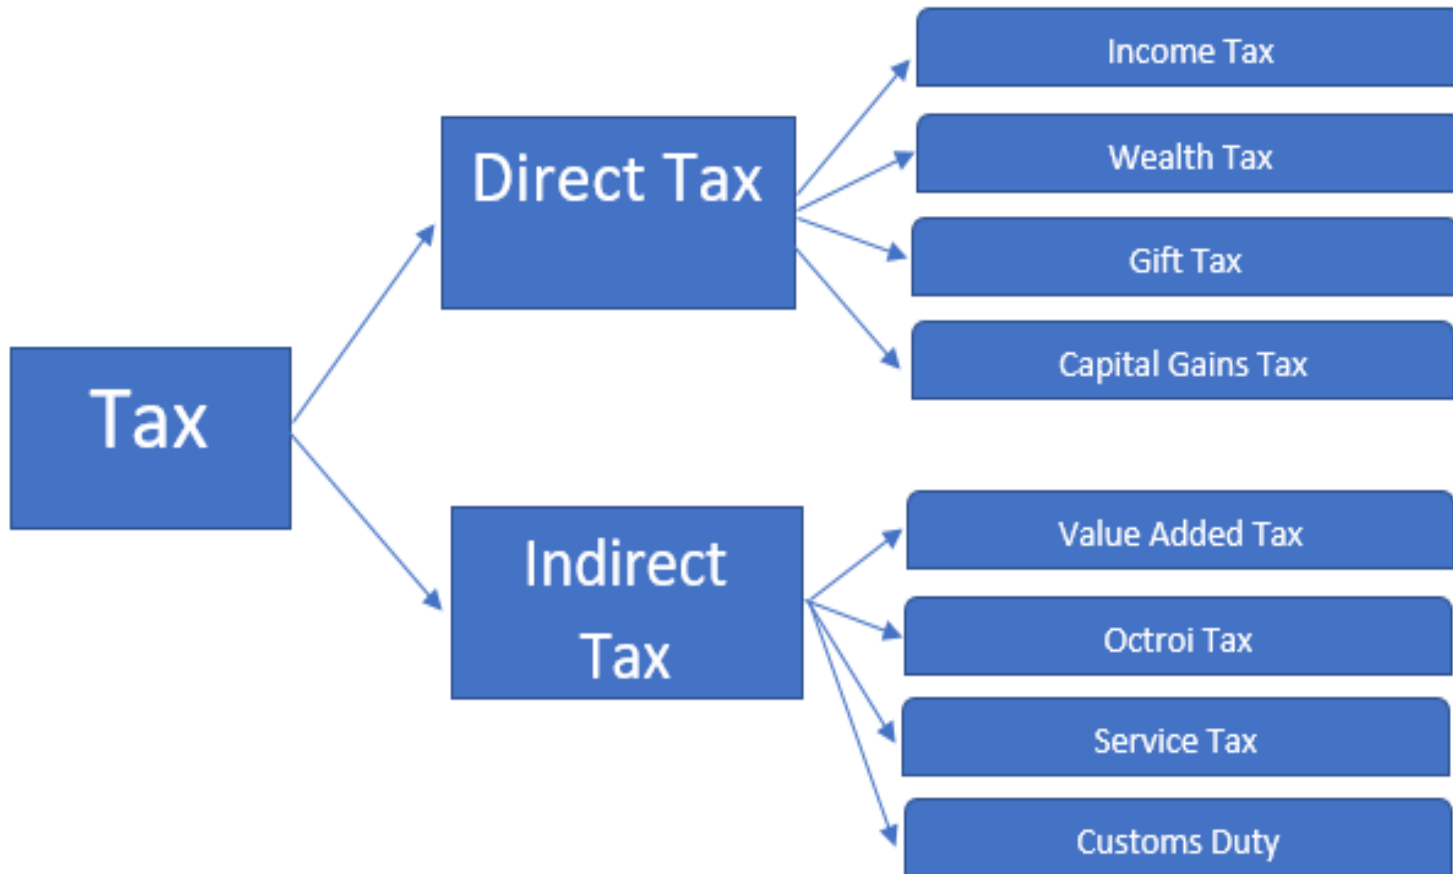 Tax
Direct Tax
Income Tax
Wealth Tax
Gift Tax
Capital Gains Tax
Indirect
Tax
Value Added Tax
Octroi Tax
Service Tax
Customs Duty